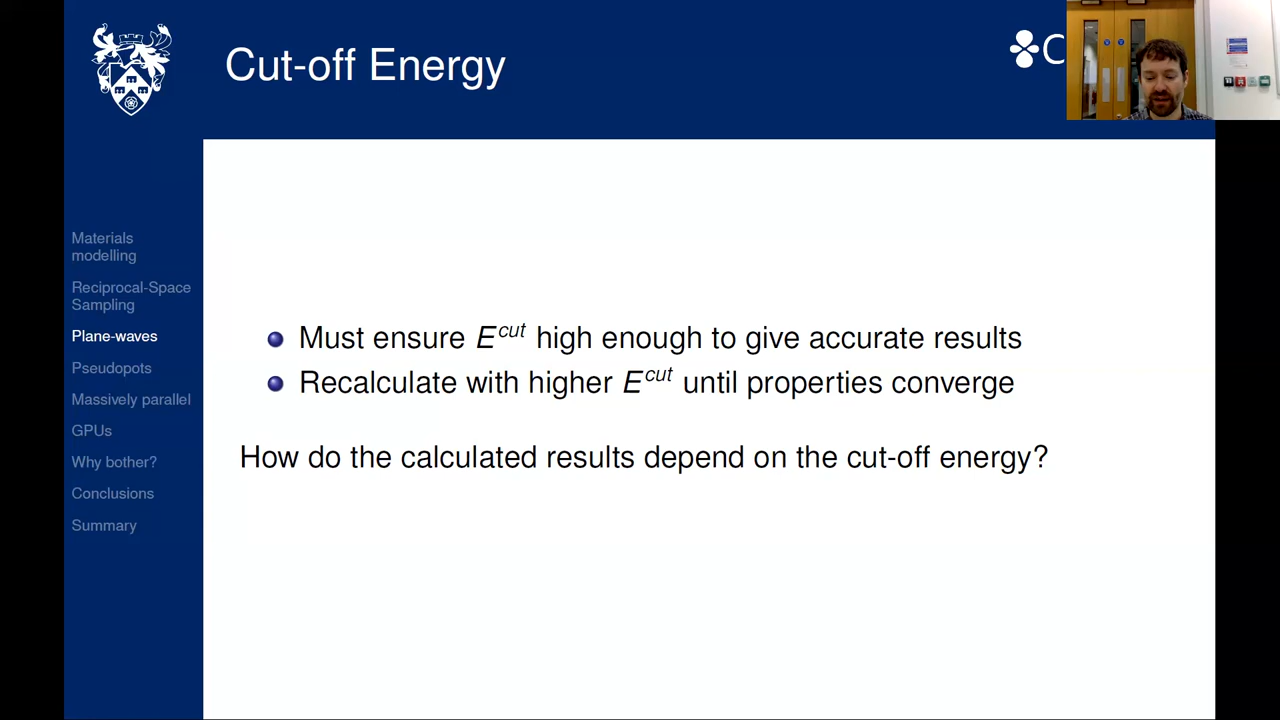 Cut-off Energy
C
Materials
modelling
Reciprocal-Space
Sampling
Plane-waves
Pseudopots
Massively parallel
GPUs
Why bother?
Conclusions
Summary
Must ensure E^cut high enough to give accurate results
Recalculate with higher E^cut until properties converge
How do the calculated results depend on the cut-off energy?